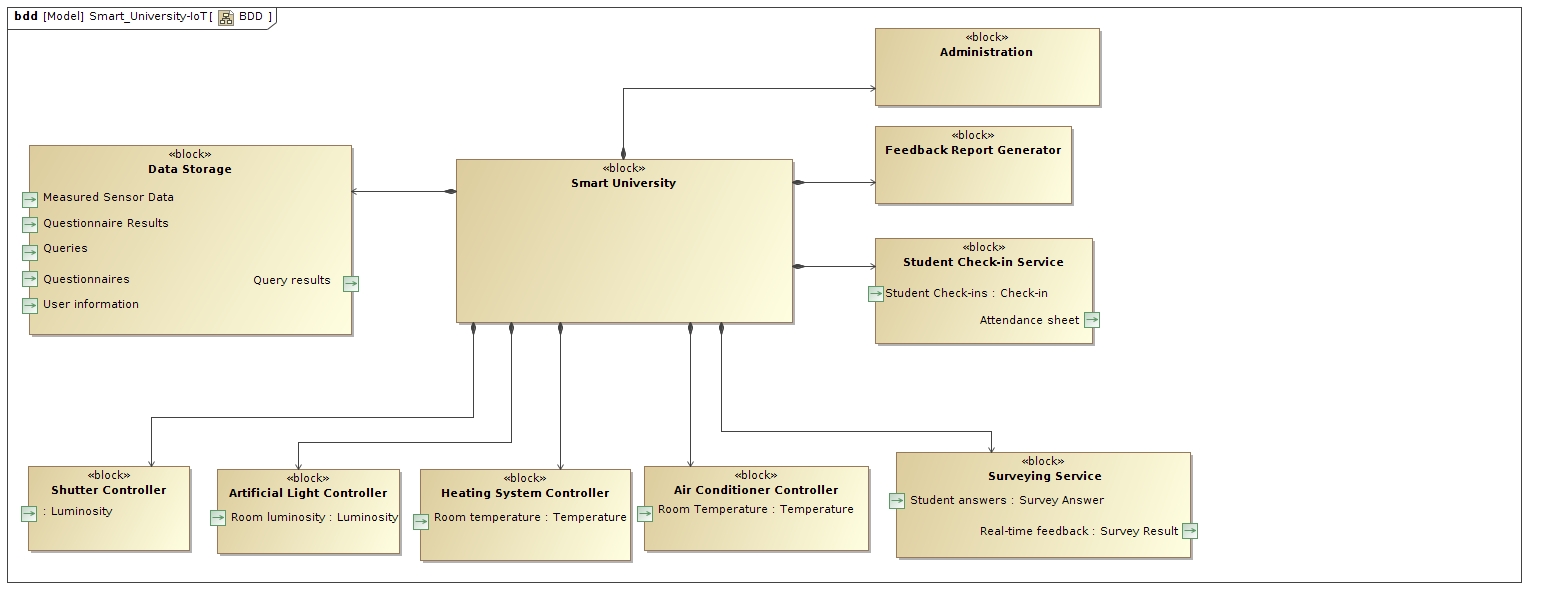 bdd [Model] Smart_University-IoT [ BDD ]
«block»
Administration
«block»
Feedback Report Generator
«block»
Data Storage
Measured Sensor Data
Questionnaire Results
Queries
Questionnaires
Query results
User information
«block»
Smart University
«block»
Student Check-in Service
Student Check-ins : Check-in
Attendance sheet
«block»
Shutter Controller
: Luminosity
«block»
Artificial Light Controller
Room luminosity : Luminosity
«block»
Heating System Controller
Room temperature : Temperature
«block»
Air Conditioner Controller
Room Temperature : Temperature
«block»
Surveying Service
Student answers : Survey Answer
Real-time feedback : Survey Result